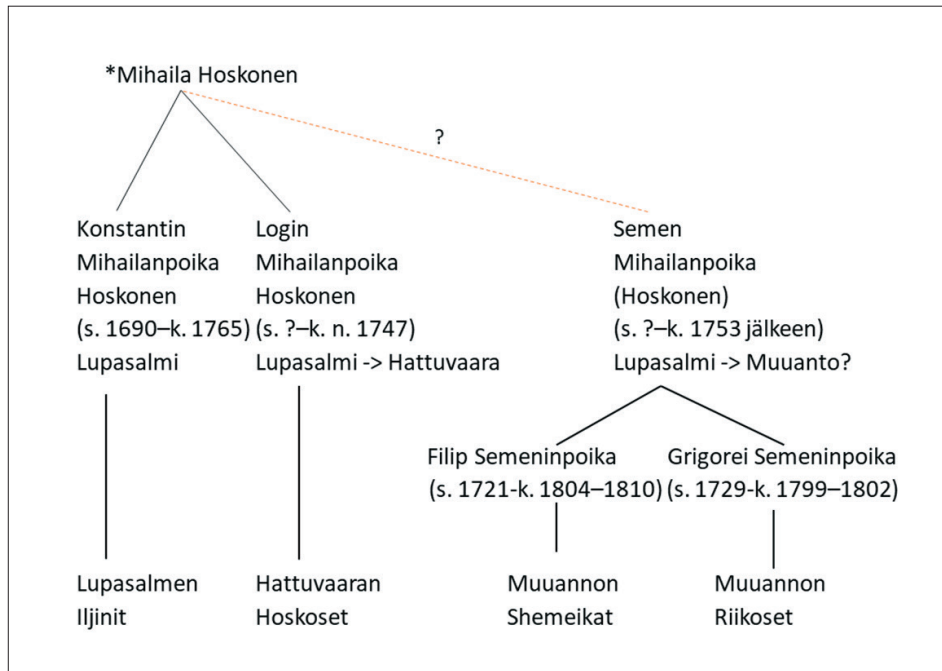 *Mihaila Hoskonen
?
Konstantin
Mihailanpoika
Hoskonen
(s. 1690–k. 1765)
Lupasalmi
Login
Mihailanpoika
Hoskonen
(s. ?–k. n. 1747)
Lupasalmi -> Hattuvaara
Semen
Mihailanpoika
(Hoskonen)
(s. ?–k. 1753 jälkeen)
Lupasalmi -> Muuanto?
Filip Semeninpoika
(s. 1721-k. 1804–1810)
Grigorei Semeninpoika
(s. 1729-k. 1799–1802)
Lupasalmen
Iljinit
Hattuvaaran
Hoskoset
Muuannon
Shemeikat
Muuannon
Riikoset